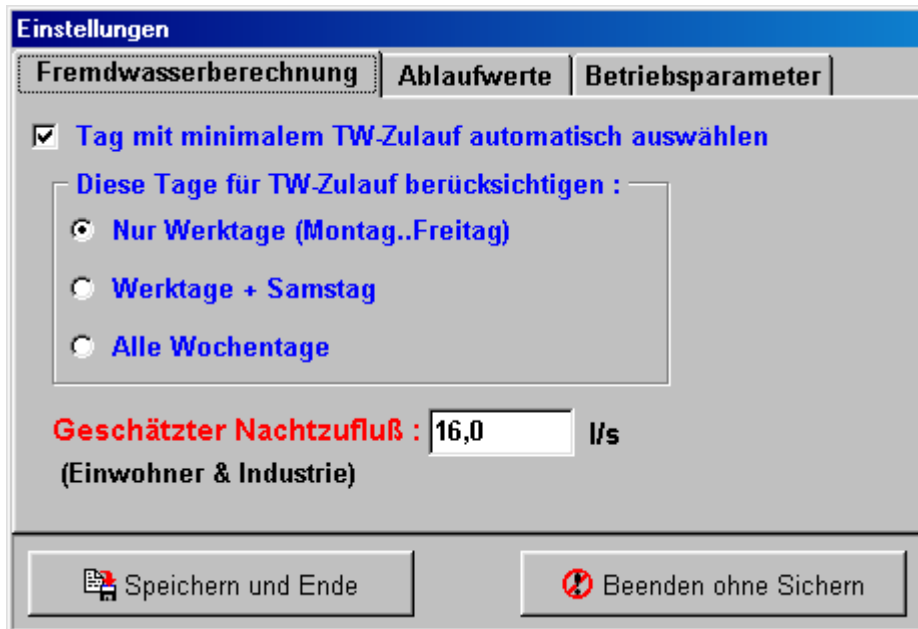 Einstellungen
Fremdwasserberechnung Ablaufwerte Betriebsparameter
Tag mit minimalem TW-Zulauf automatisch auswählen
Diese Tage für TW-Zulauf berücksichtigen :
Nur Werktage (Montag..Freitag)
Werktage + Samstag
Alle Wochentage
Geschätzter Nachtzufluß : 16,0 l/s
(Einwohner & Industrie)
Speichern und Ende Beenden ohne Sichern